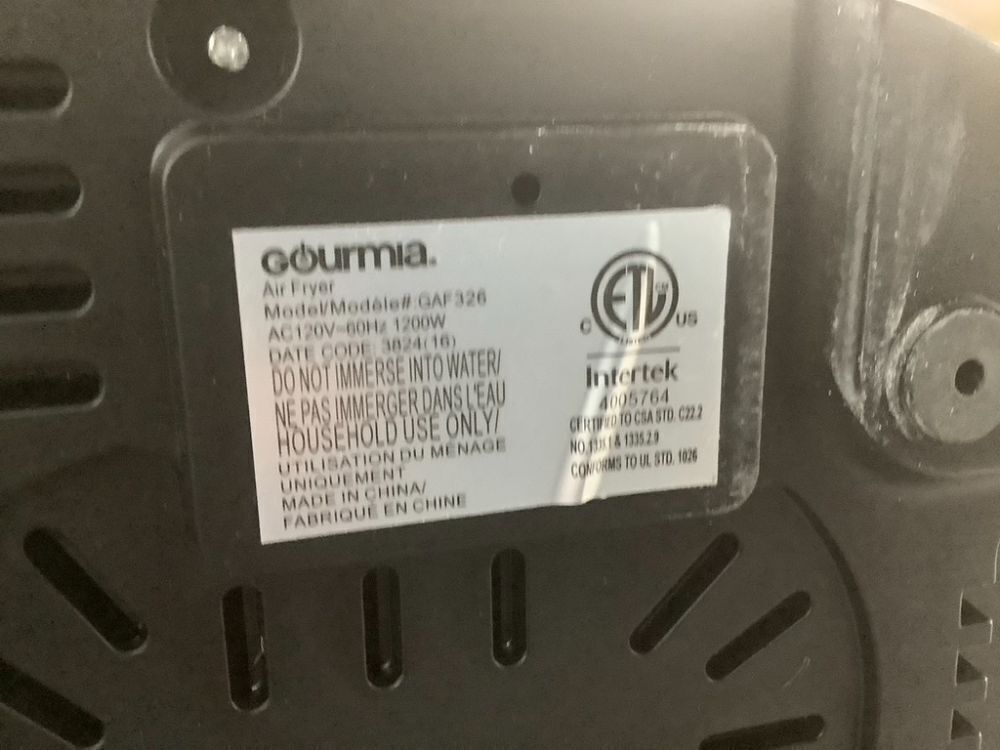 Gourmia.
Air Fryer
Model/Modèle#:GAF326
AC120V~60Hz 1200W
DATE CODE: 3824(16)
DO NOT IMMERSE INTO WATER/
NE PAS IMMERGER DANS L'EAU
HOUSEHOLD USE ONLY/
UTILISATION DU MÉNAGE
UNIQUEMENT
MADE IN CHINA/
FABRIQUÉ EN CHINE
ETL
C US
LISTED
Intertek
4005764
CERTIFIED TO CSA STD. C22.2
NO.1335.1 & 1335.2.9
CONFORMS TO UL STD. 1026